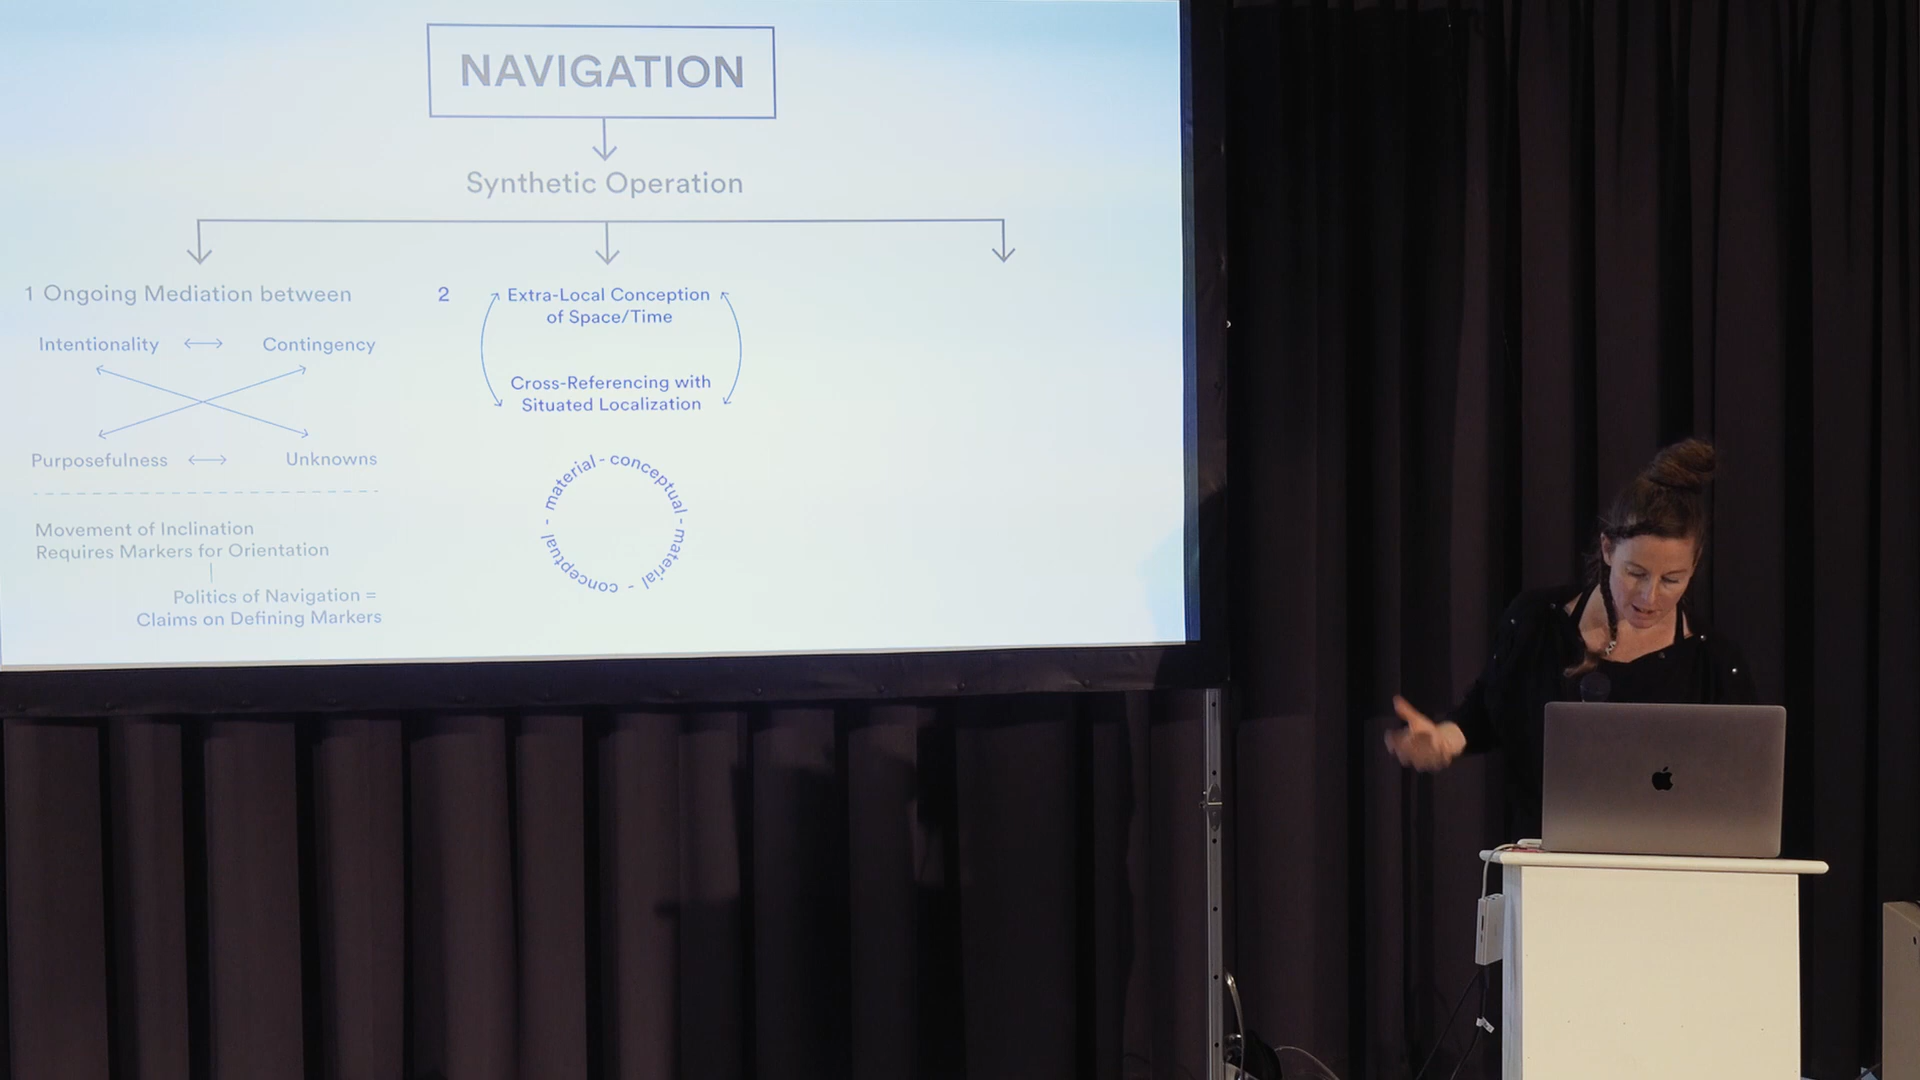 NAVIGATION
Synthetic Operation
1 Ongoing Mediation between
Intentionality
Contingency
Purposefulness
Unknowns
Movement of Inclination
Requires Markers for Orientation
Politics of Navigation =
Claims on Defining Markers
2
Extra-Local Conception
of Space/Time
Cross-Referencing with
Situated Localization
material - conceptual - material - conceptual -